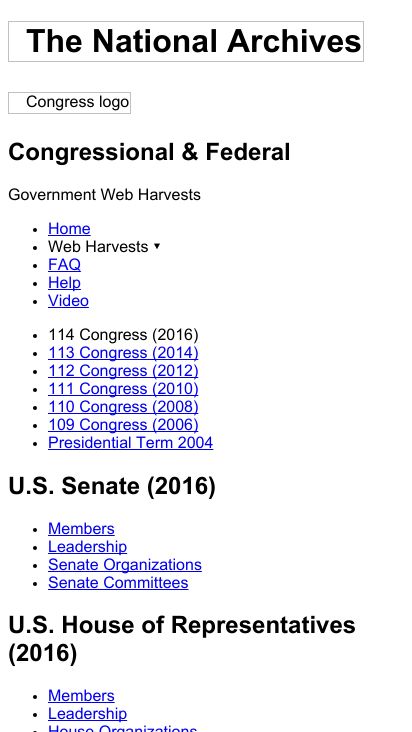 The National Archives
Congress logo
Congressional & Federal
Government Web Harvests
Home
Web Harvests ▾
FAQ
Help
Video
114 Congress (2016)
113 Congress (2014)
112 Congress (2012)
111 Congress (2010)
110 Congress (2008)
109 Congress (2006)
Presidential Term 2004
U.S. Senate (2016)
Members
Leadership
Senate Organizations
Senate Committees
U.S. House of Representatives
(2016)
Members
Leadership
House Organizations